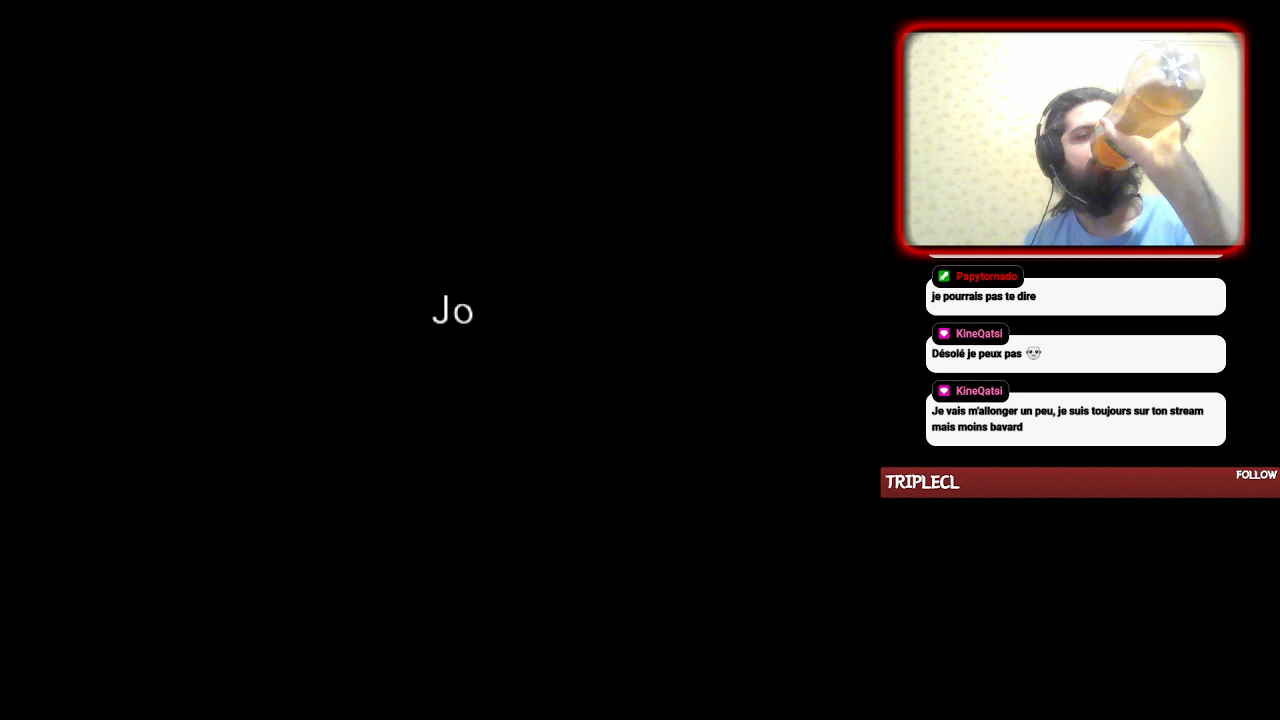 Jo
Papytornado
je pourrais pas te dire
KineQatsi
Désolé je peux pas
KineQatsi
Je vais m'allonger un peu, je suis toujours sur ton stream
mais moins bavard
TRIPLECL
FOLLOW